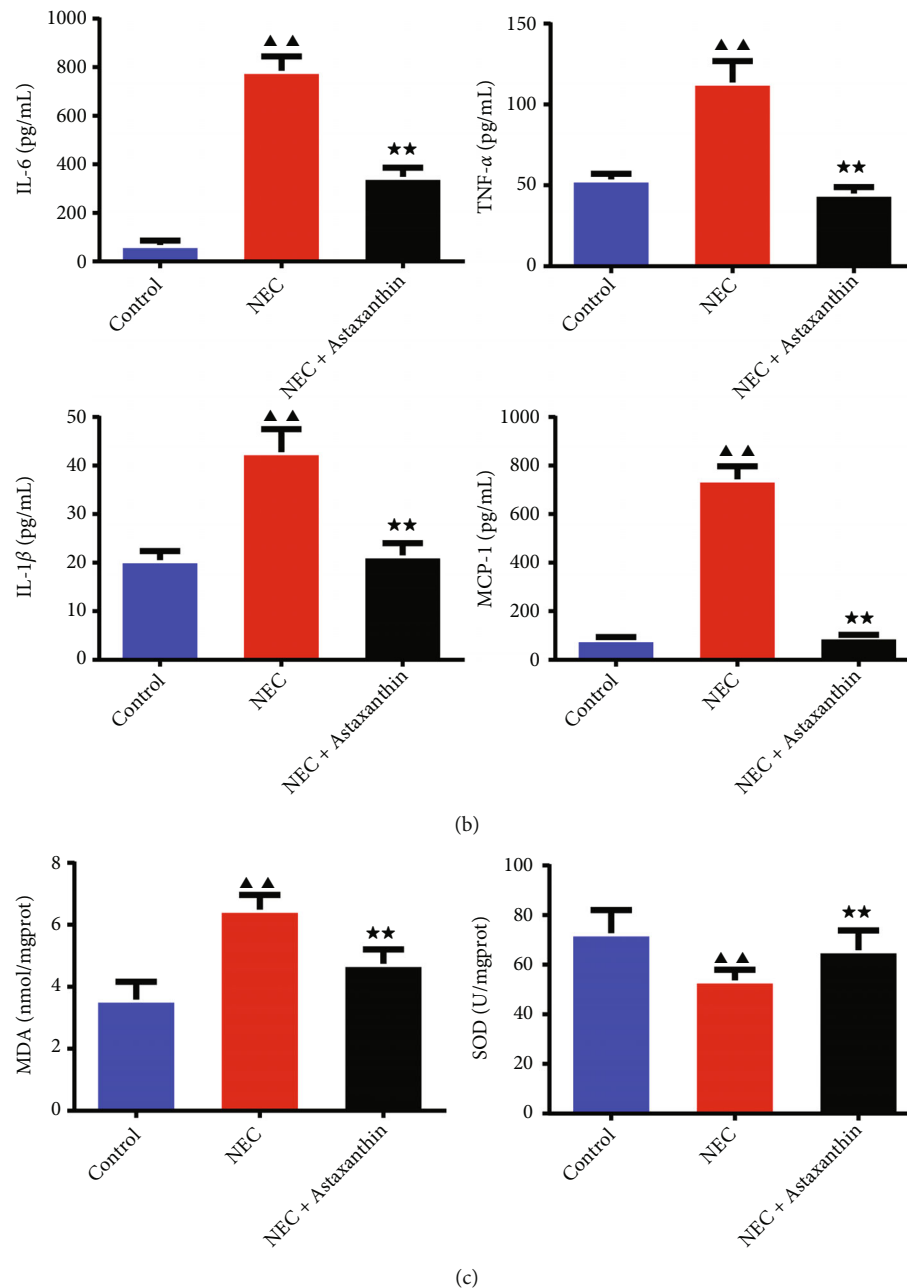 IL-6 (pg/mL)
1000
800
600
400
200
0
▲ ▲
★★
Control
NEC
NEC + Astaxanthin
TNF-α (pg/mL)
150
100
50
0
▲ ▲
★★
Control
NEC
NEC + Astaxanthin
IL-1β (pg/mL)
50
40
30
20
10
0
▲ ▲
★★
Control
NEC
NEC + Astaxanthin
MCP-1 (pg/mL)
1000
800
600
400
200
0
▲ ▲
★★
Control
NEC
NEC + Astaxanthin
(b)
MDA (nmol/mgprot)
8
6
4
2
0
▲ ▲
★★
Control
NEC
NEC + Astaxanthin
SOD (U/mgprot)
100
80
60
40
20
0
▲ ▲
★★
Control
NEC
NEC + Astaxanthin
(c)